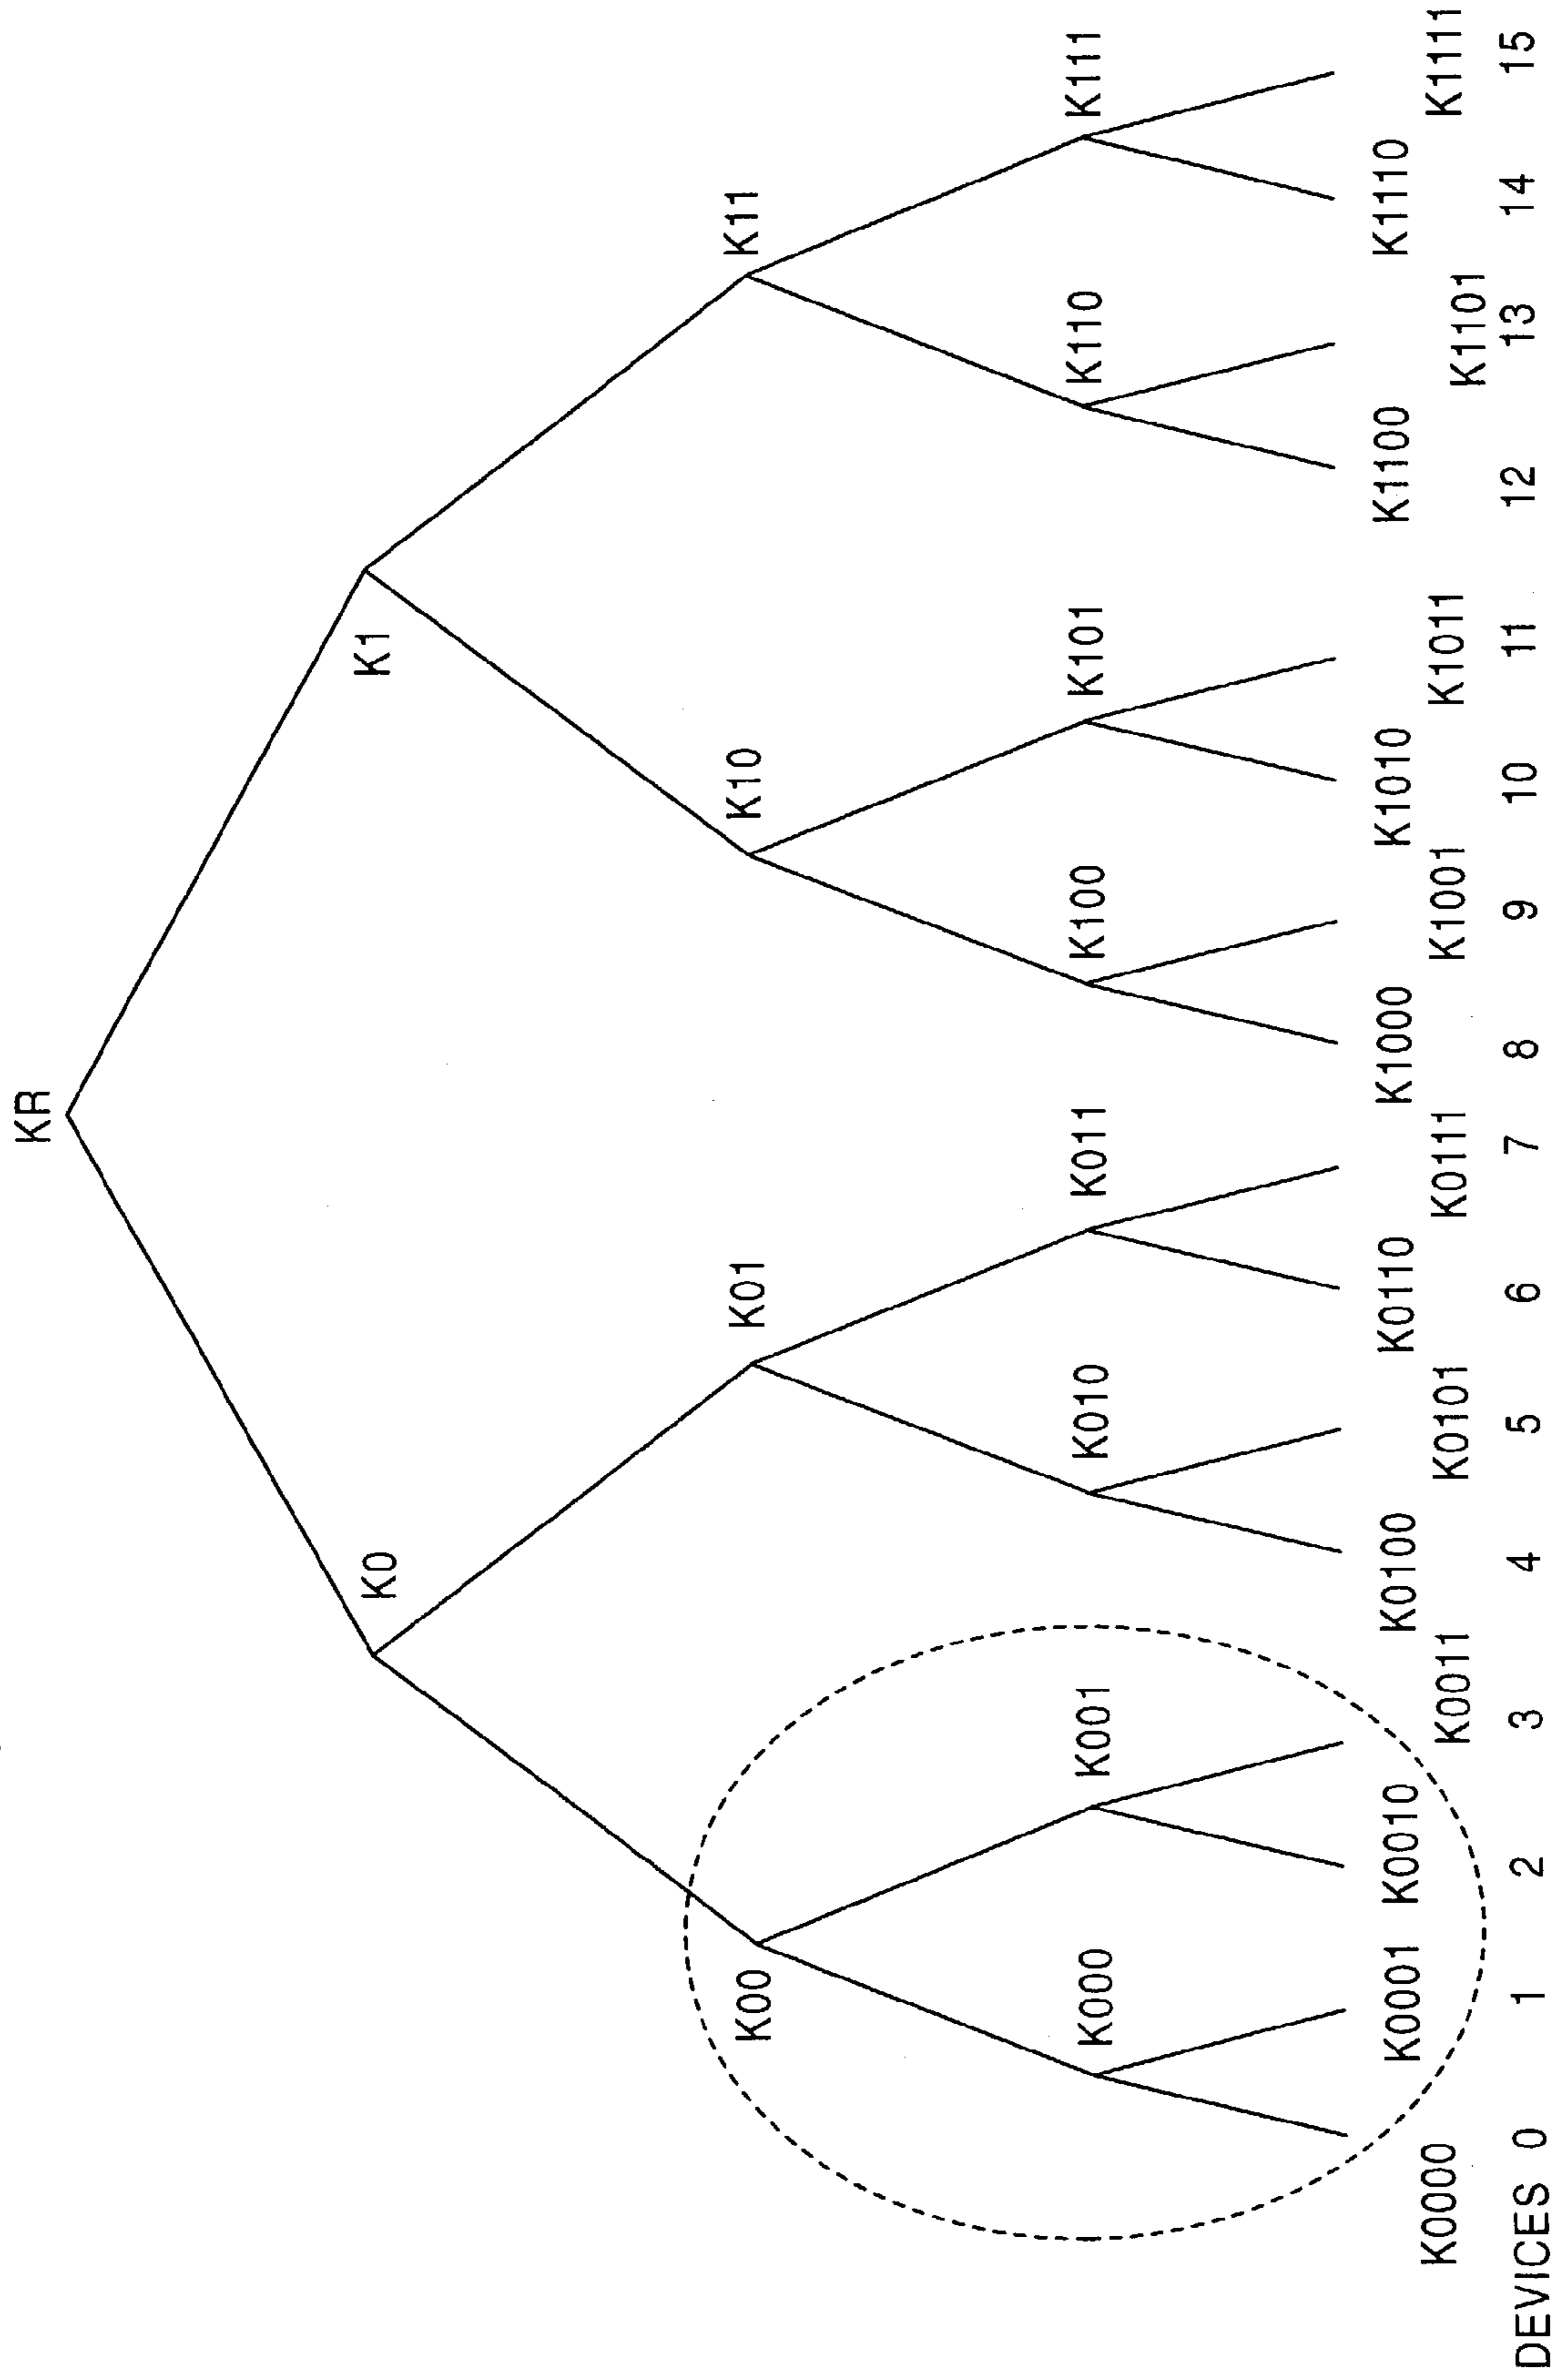 KR
K0
K1
K00
K01
K10
K11
K000
K001
K010
K011
K100
K101
K110
K111
K0000
K0001
K0010
K0011
K0100
K0101
K0110
K0111
K1000
K1001
K1010
K1011
K1100
K1101
K1110
K1111
DEVICES 0 1 2 3 4 5 6 7 8 9 10 11 12 13 14 15